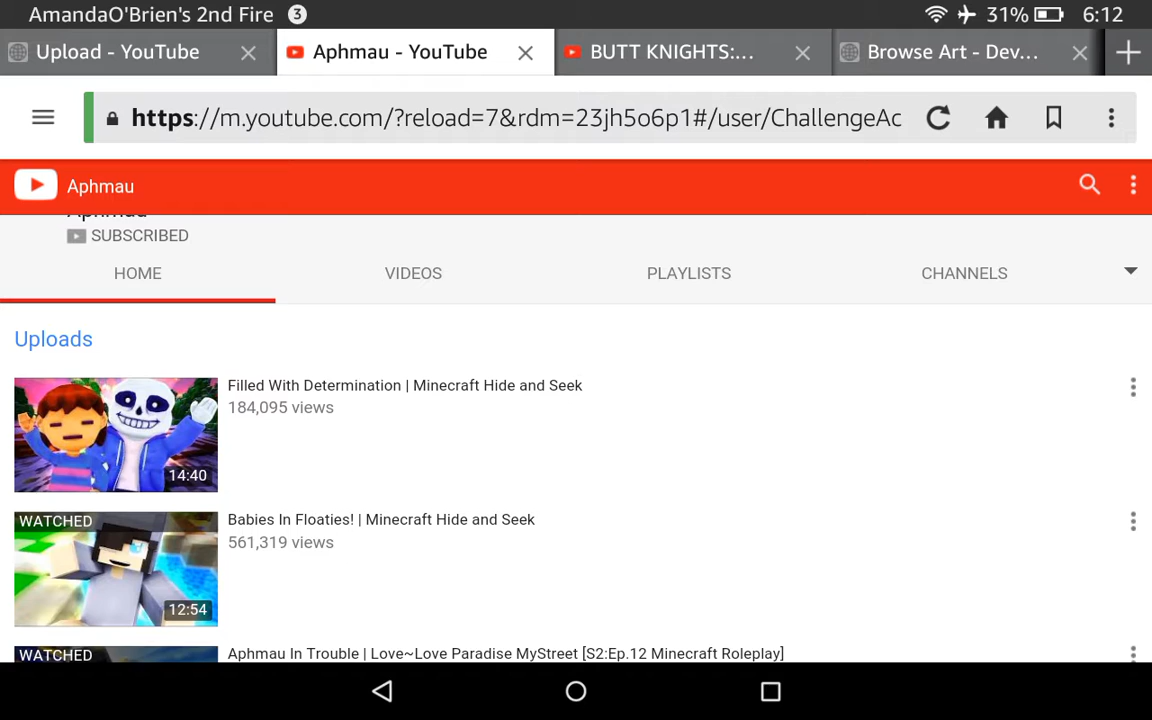 AmandaO'Brien's 2nd Fire 3 31% 6:12
Upload - YouTube Aphmau - YouTube BUTT KNIGHTS:... Browse Art - Dev...
https://m.youtube.com/?reload=7&rdm=23jh5o6p1#/user/ChallengeAc
Aphmau
Aphmau
SUBSCRIBED
HOME VIDEOS PLAYLISTS CHANNELS
Uploads
Filled With Determination | Minecraft Hide and Seek
184,095 views
14:40
WATCHED
Babies In Floaties! | Minecraft Hide and Seek
561,319 views
12:54
WATCHED
Aphmau In Trouble | Love~Love Paradise MyStreet [S2:Ep.12 Minecraft Roleplay]